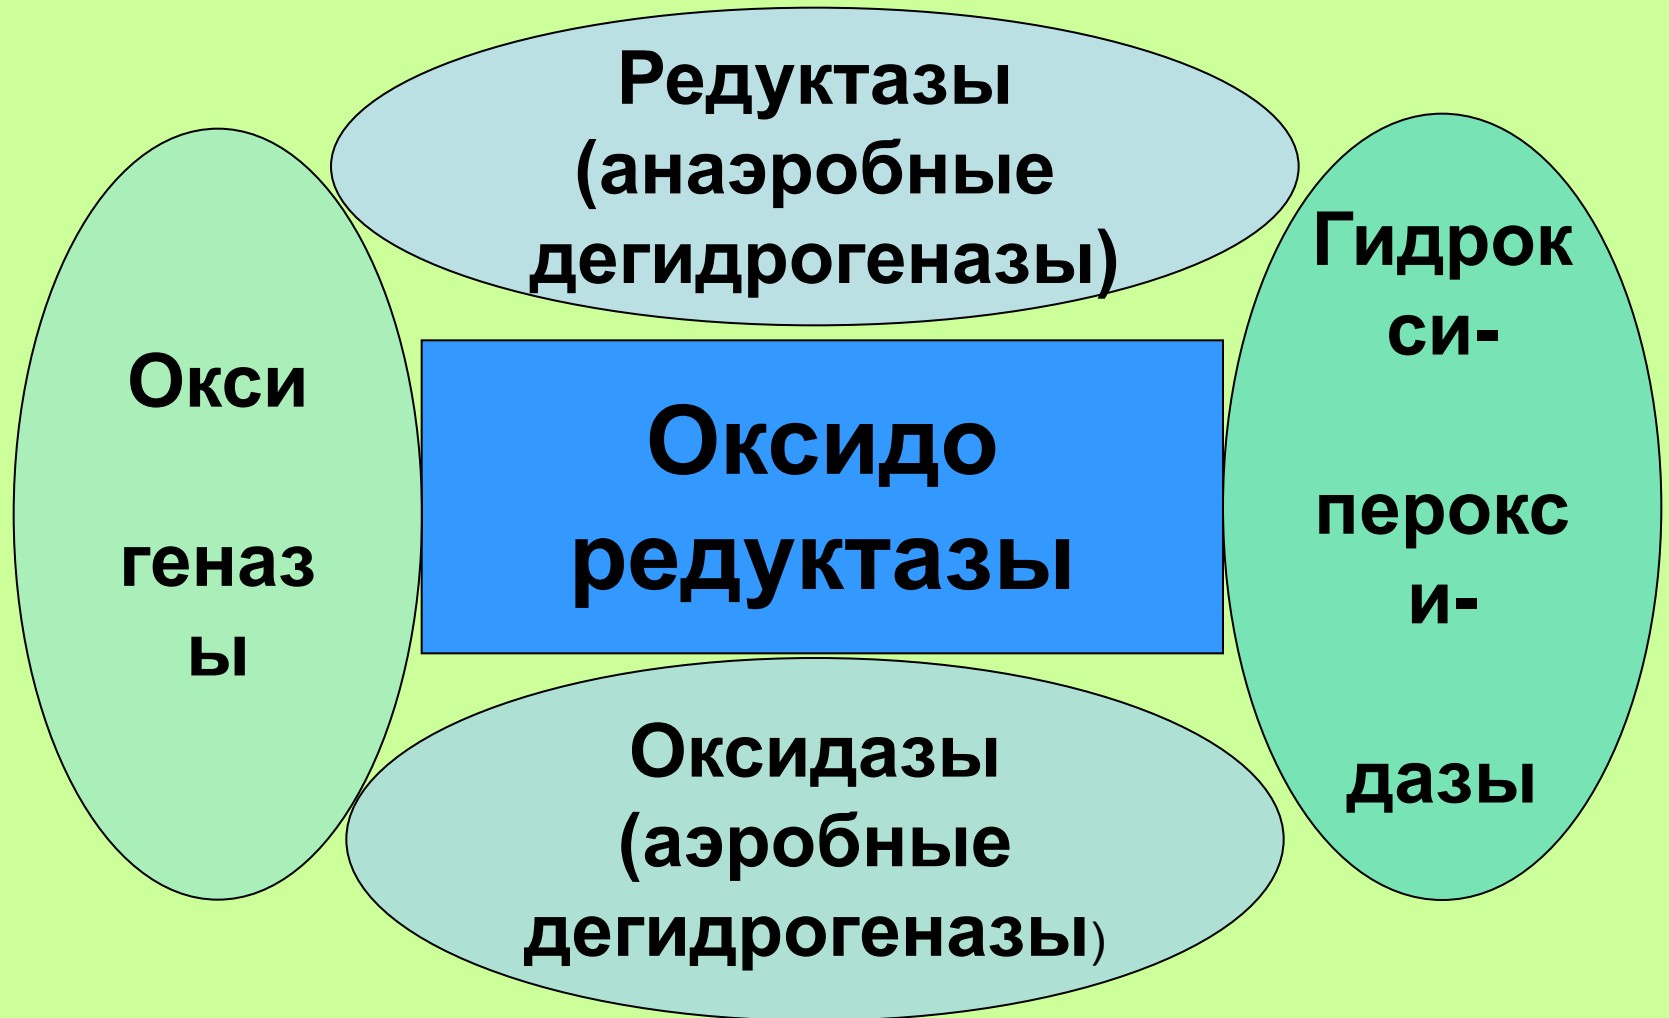 Редуктазы
(анаэробные
дегидрогеназы)
Окси
геназ
ы
Оксидо
редуктазы
Гидрок
си-
перокс
и-
дазы
Оксидазы
(аэробные
дегидрогеназы)